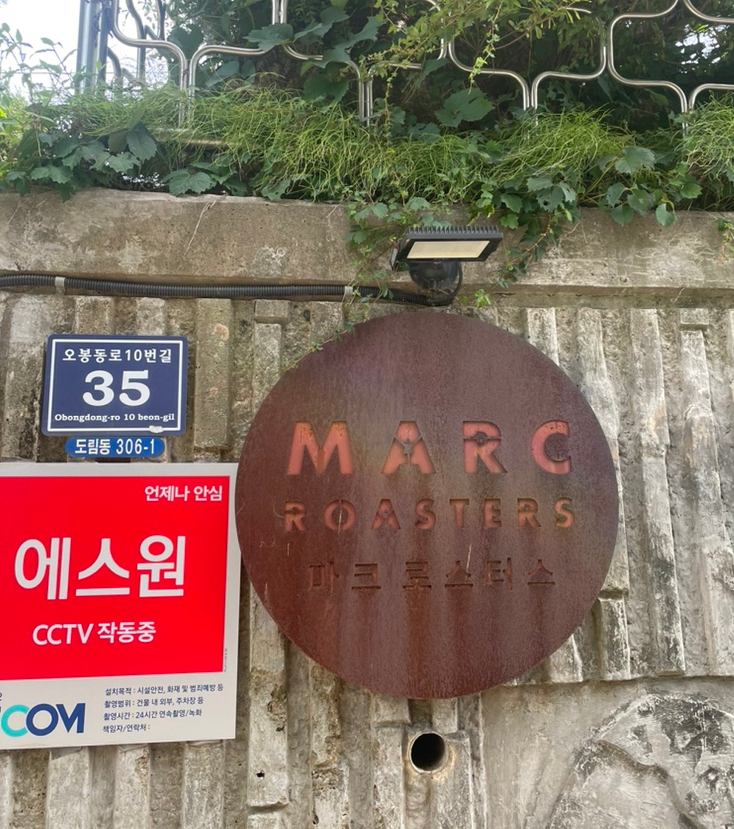 오봉동로10번길
35
Obongdong-ro 10 beon-gil
도림동 306-1
언제나 안심
에스원
CCTV 작동중
설치목적 : 시설안전, 화재 및 범죄예방 등
촬영범위 : 건물 내 외부, 주차장 등
촬영시간 : 24시간 연속촬영/녹화
책임자/연락처 :
COM
MARC
ROASTERS
마크 로스터스